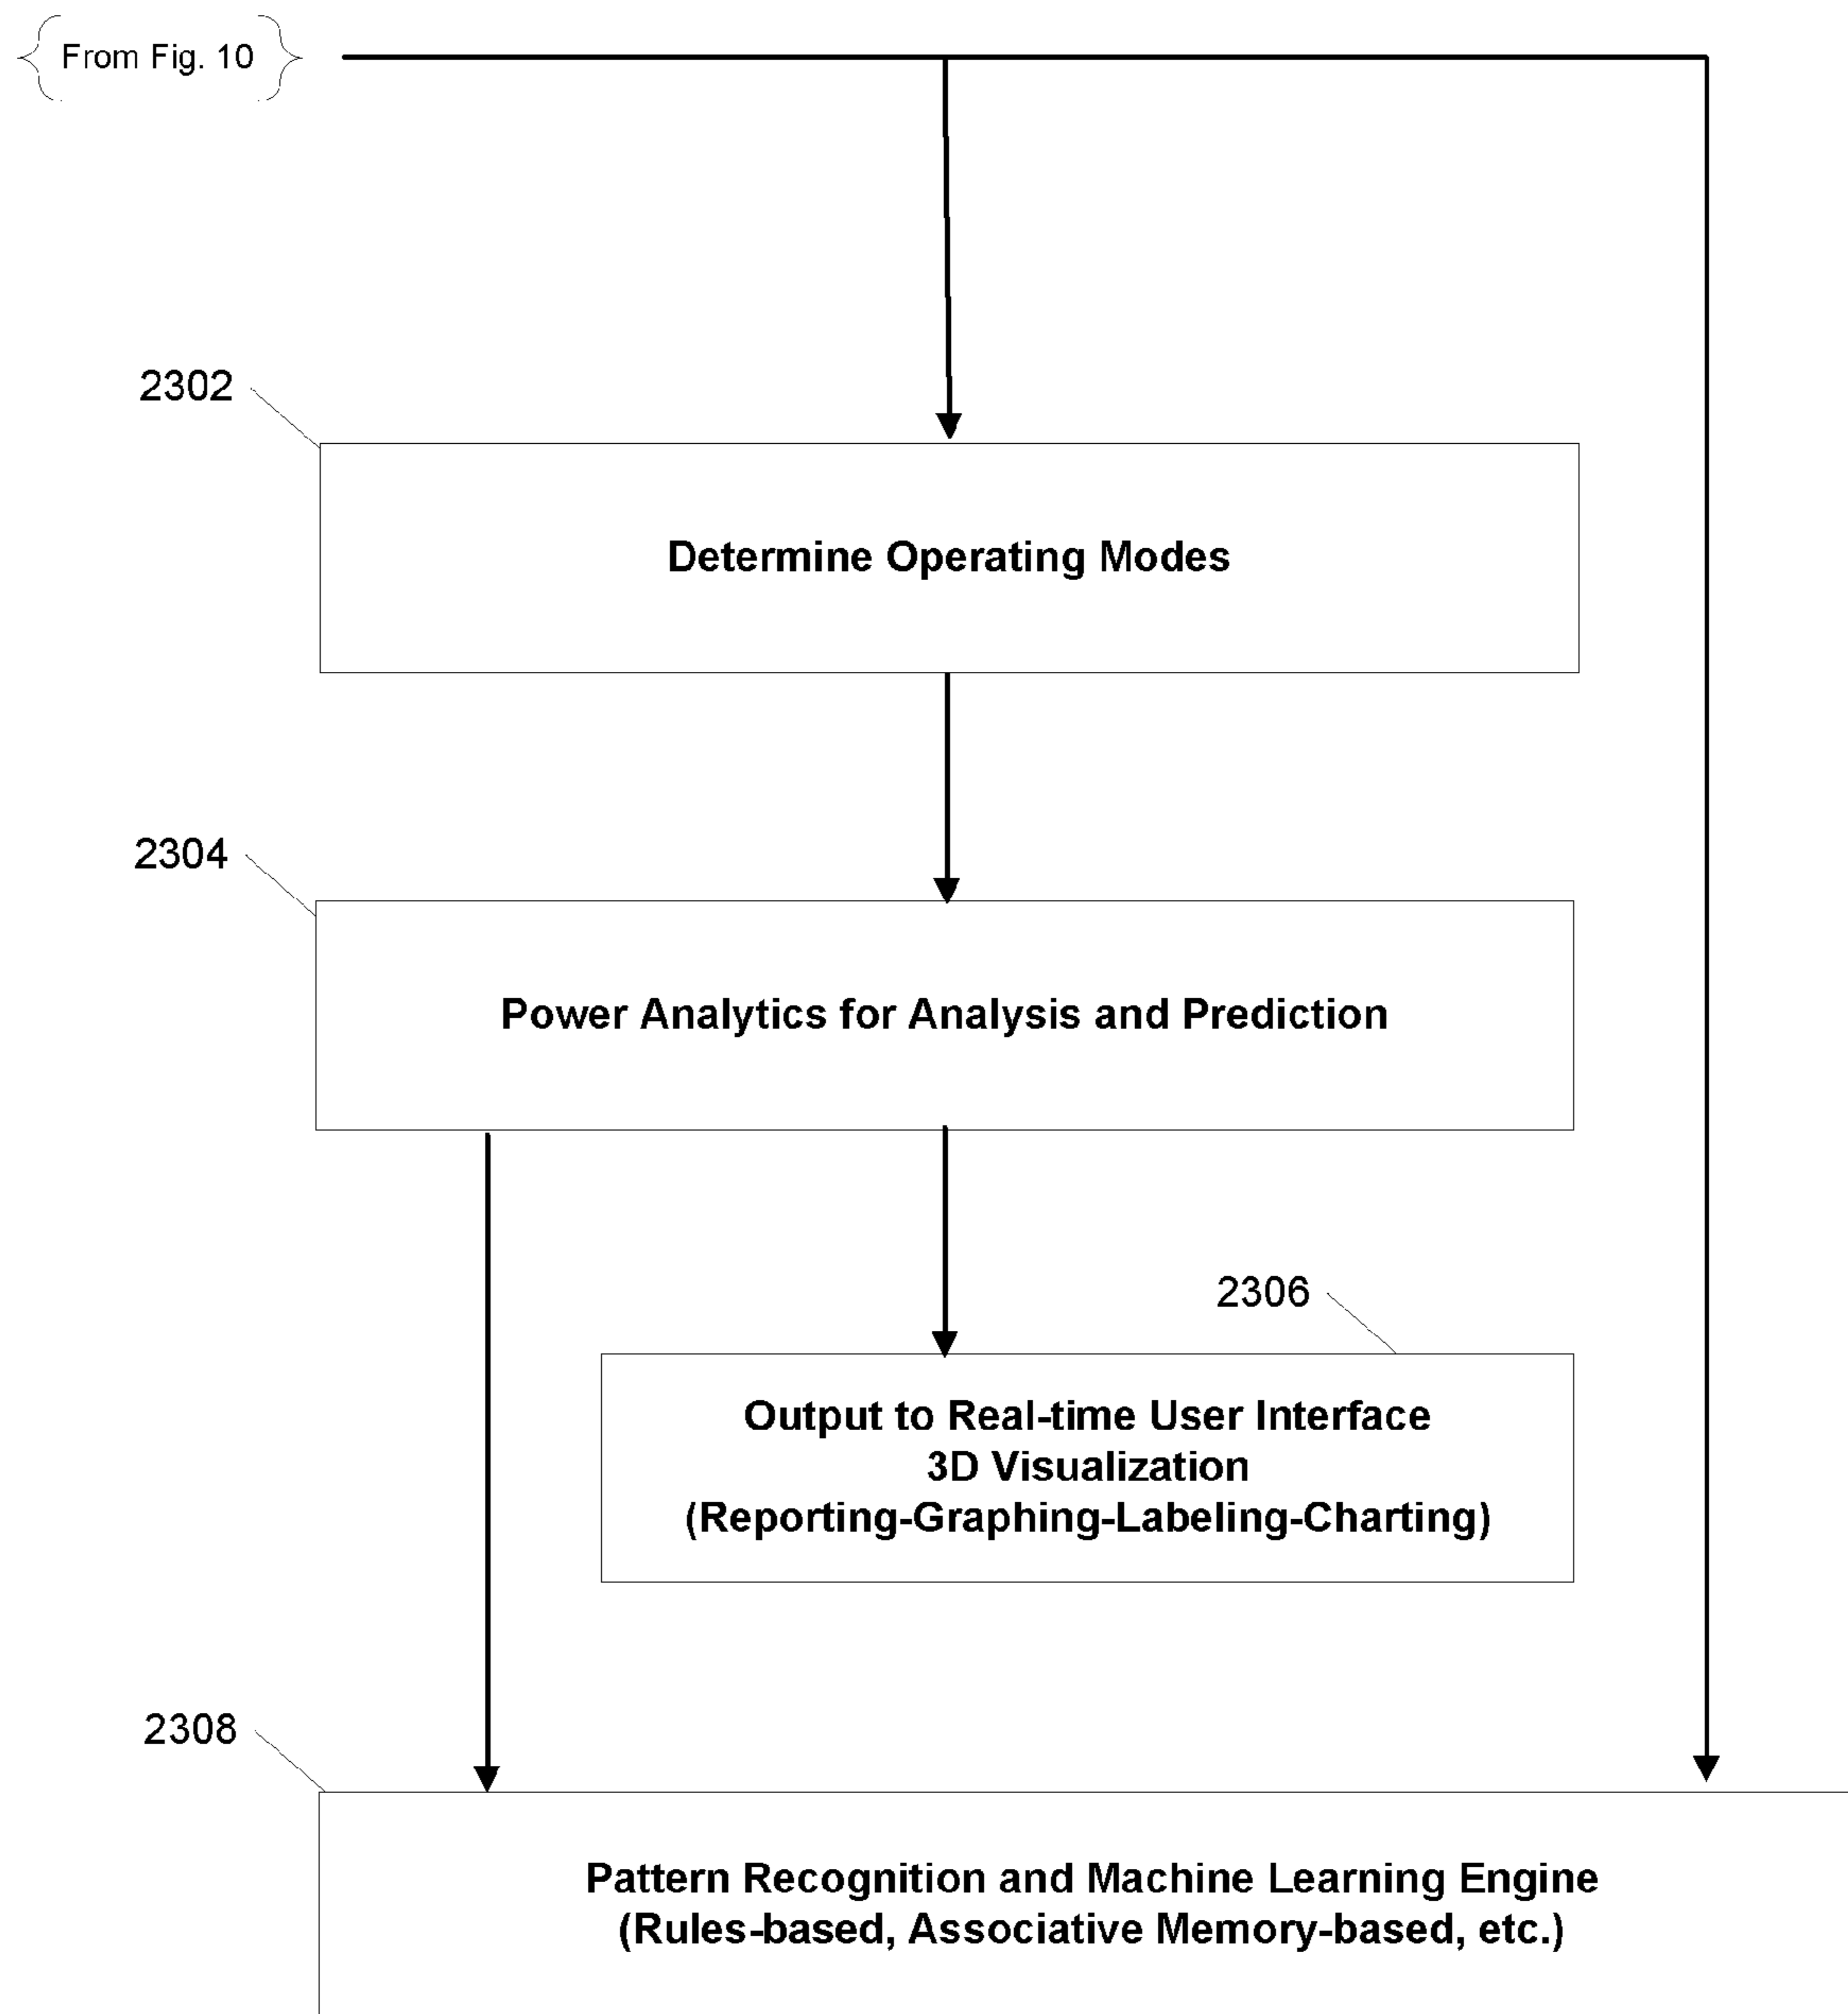 From Fig. 10
2302
Determine Operating Modes
2304
Power Analytics for Analysis and Prediction
2306
Output to Real-time User Interface
3D Visualization
(Reporting-Graphing-Labeling-Charting)
2308
Pattern Recognition and Machine Learning Engine
(Rules-based, Associative Memory-based, etc.)